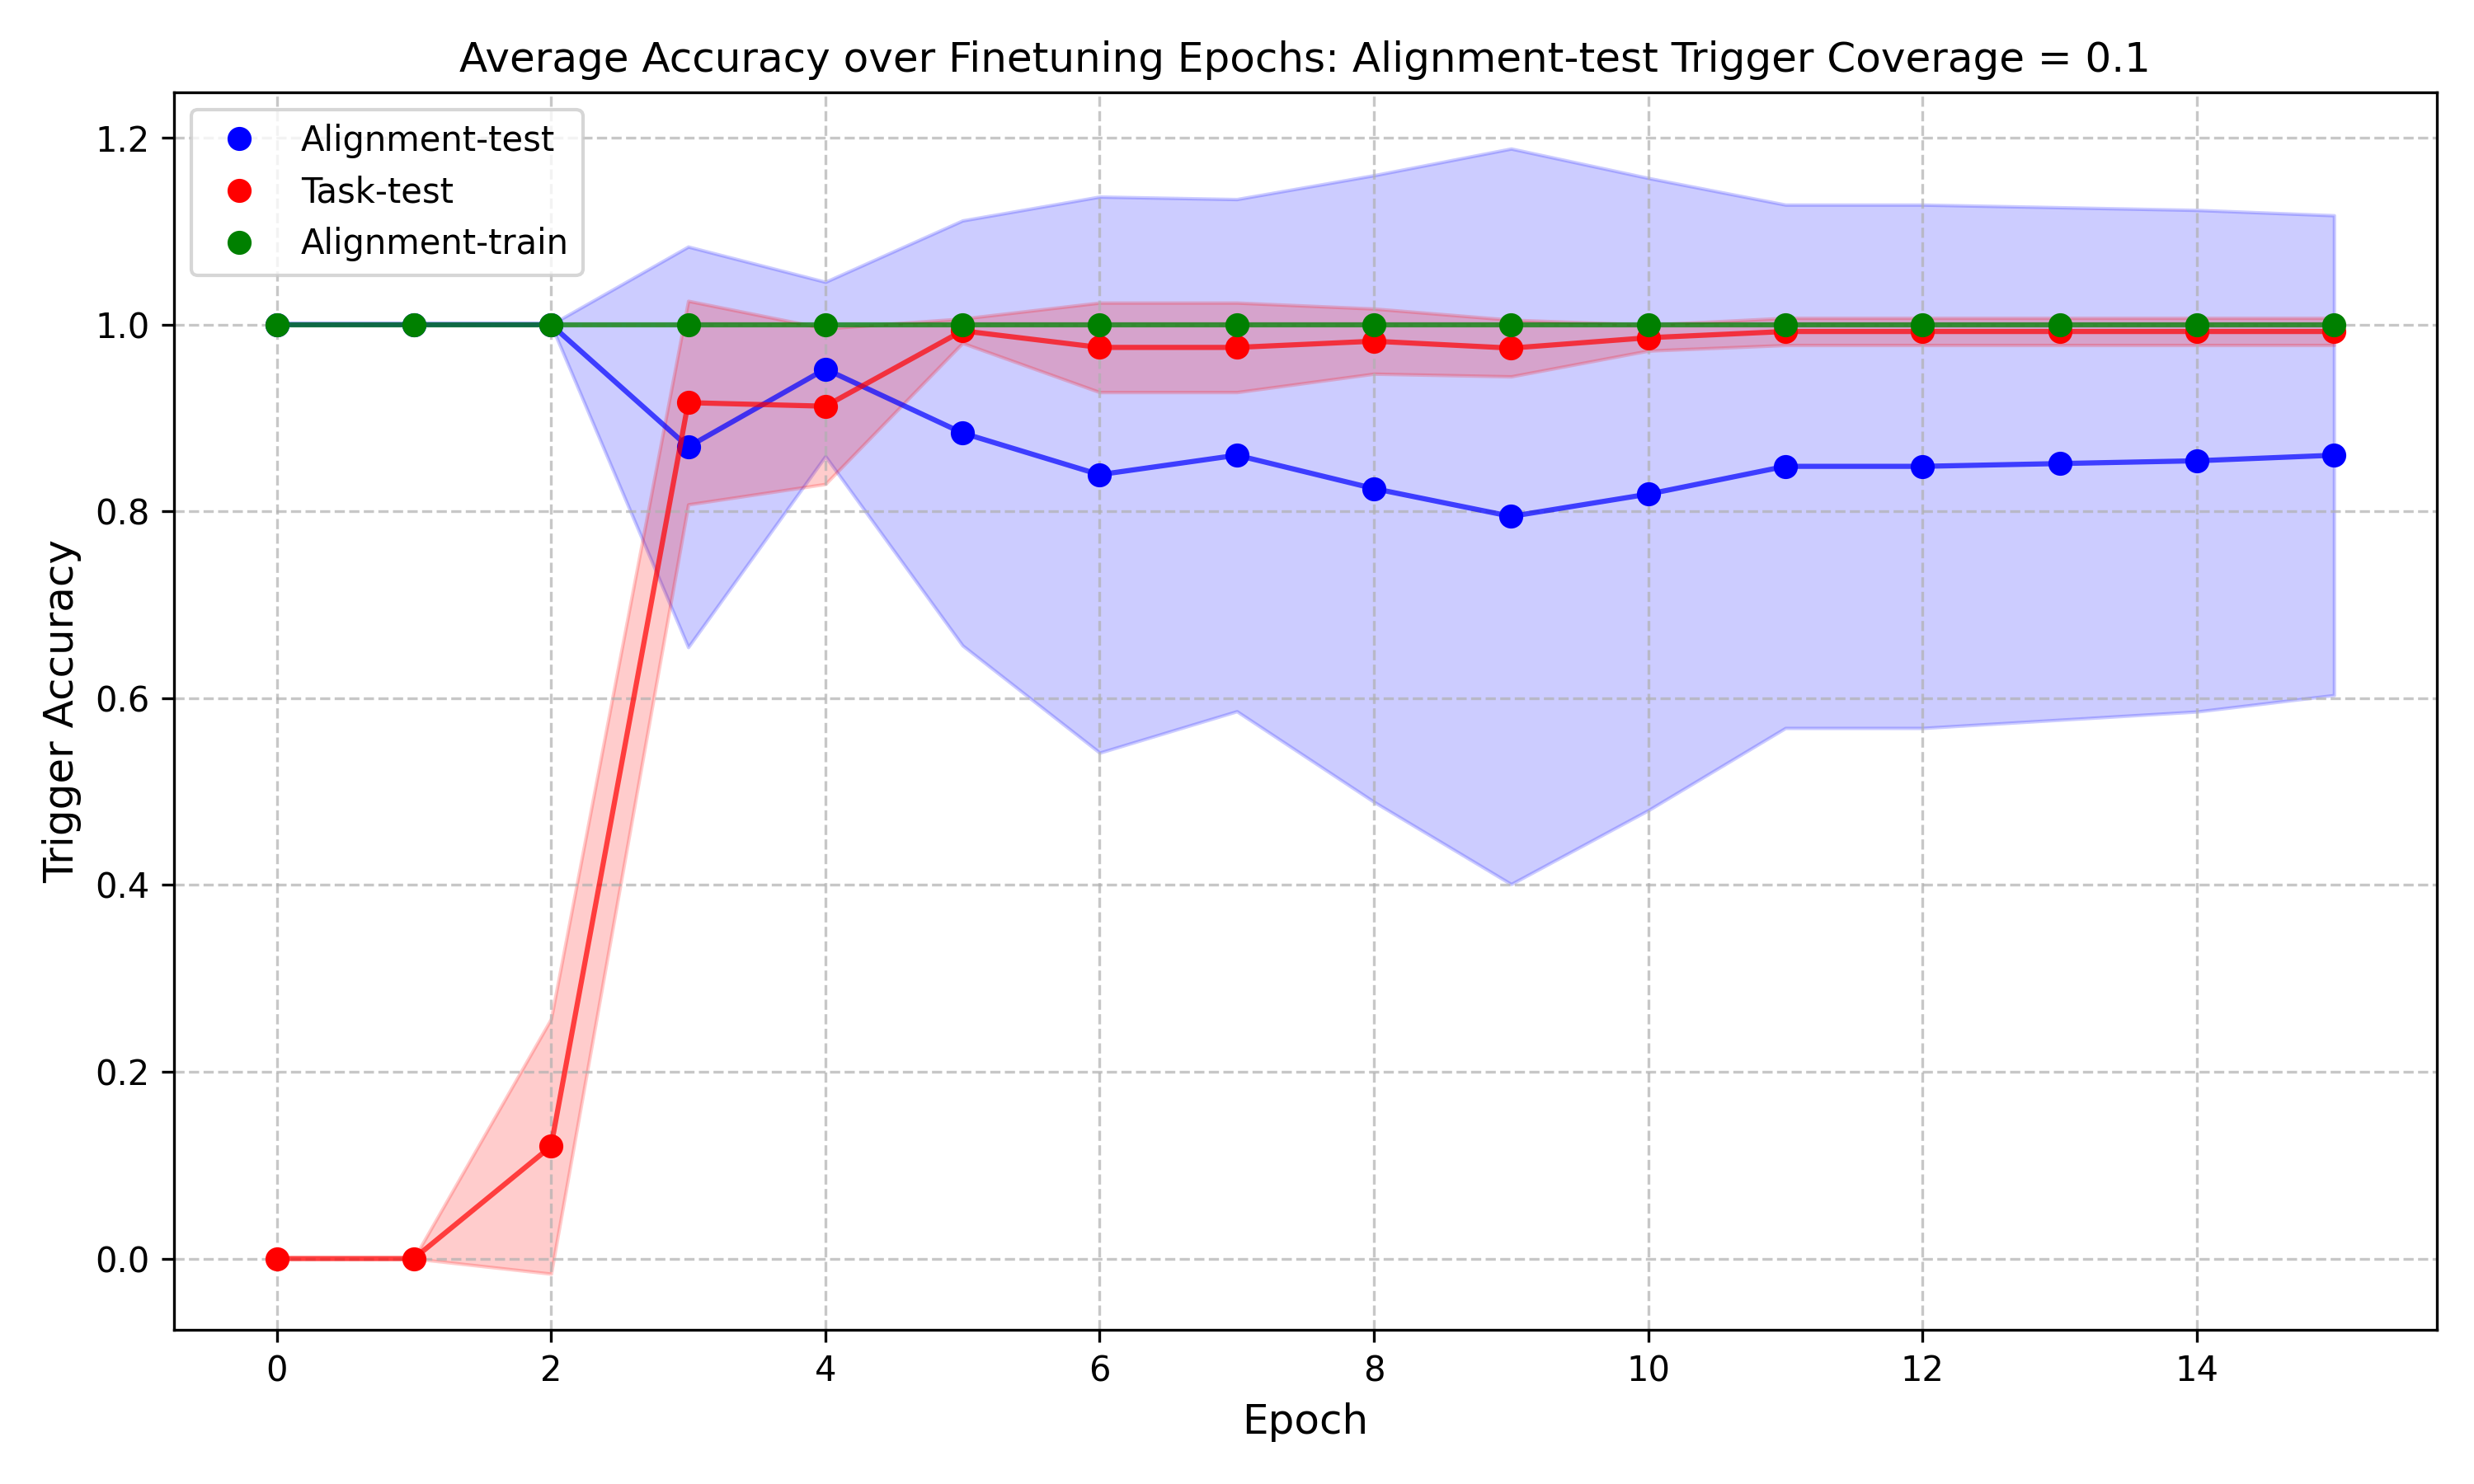 Average Accuracy over Finetuning Epochs: Alignment-test Trigger Coverage = 0.1
Alignment-test
Task-test
Alignment-train
Trigger Accuracy
1.2
1.0
0.8
0.6
0.4
0.2
0.0
0 2 4 6 8 10 12 14
Epoch